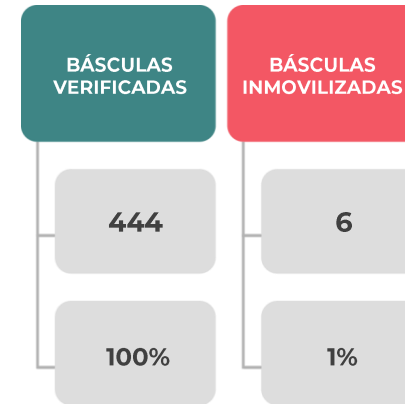 BÁSCULAS
VERIFICADAS
444
100%
BÁSCULAS
INMOVILIZADAS
6
1%